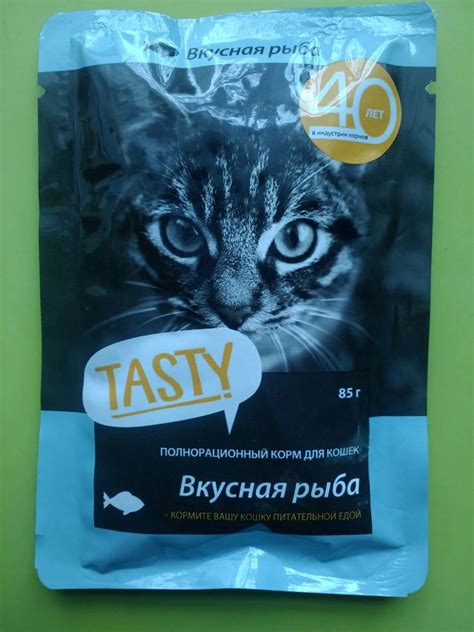 Вкусная рыба
40
ЛЕТ
в индустрии кормов
TASTY
85 г
ПОЛНОРАЦИОННЫЙ КОРМ ДЛЯ КОШЕК
Вкусная рыба
– КОРМИТЕ ВАШУ КОШКУ ПИТАТЕЛЬНОЙ ЕДОЙ